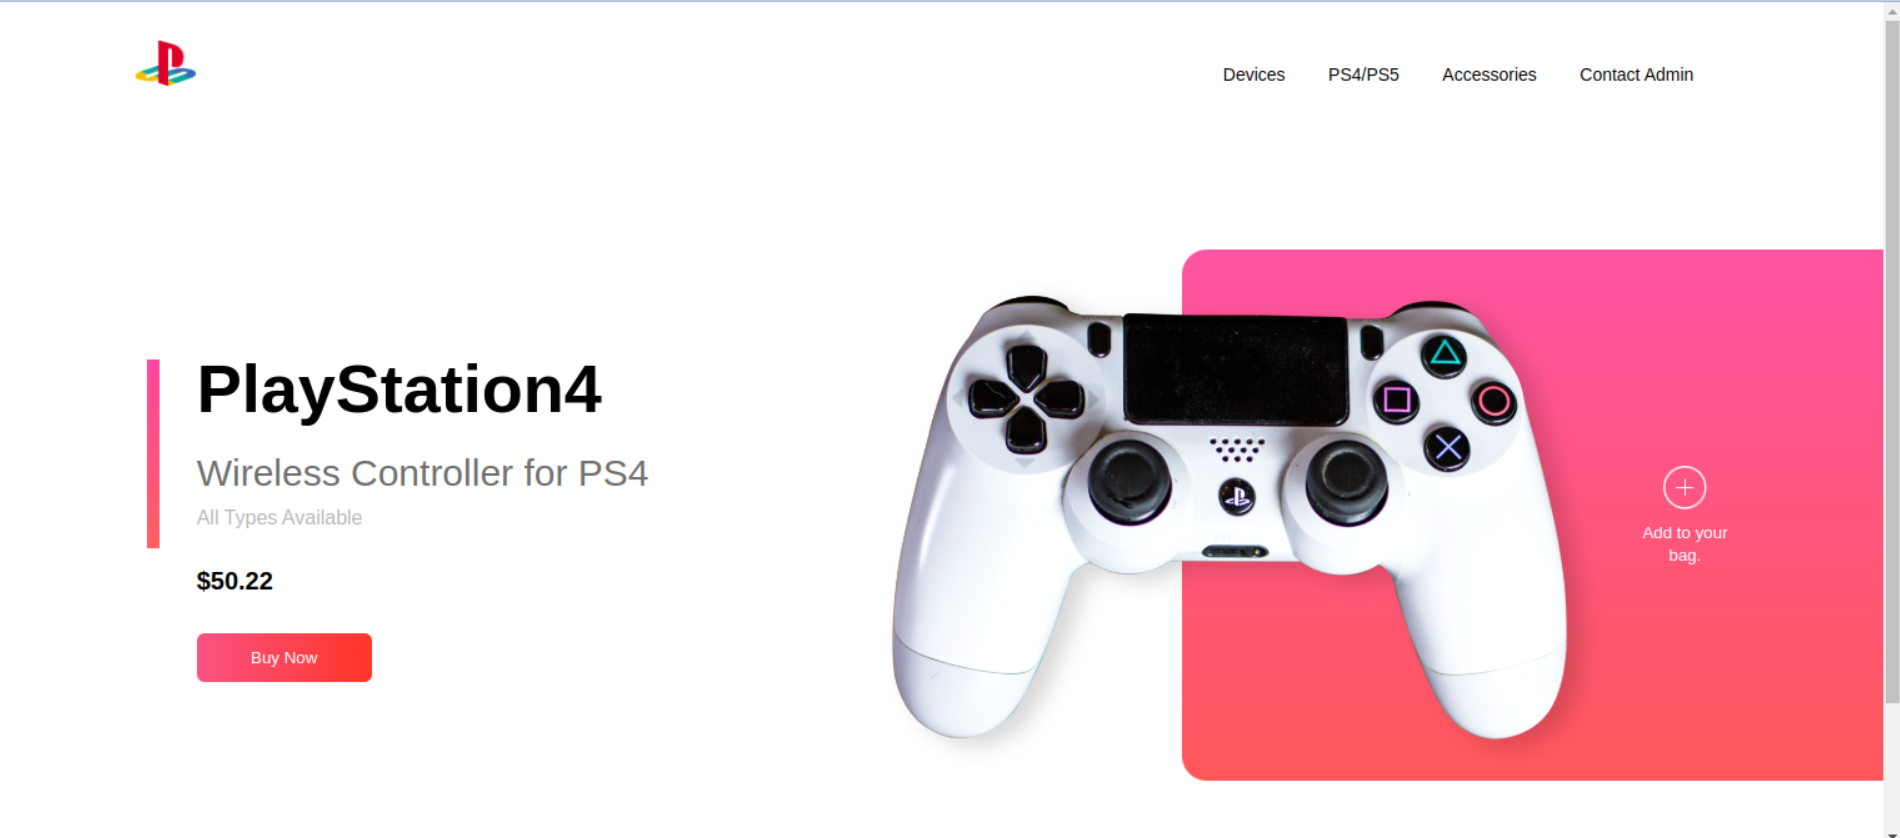 Devices PS4/PS5 Accessories Contact Admin
PlayStation4
Wireless Controller for PS4
All Types Available
$50.22
Buy Now
Add to your
bag.